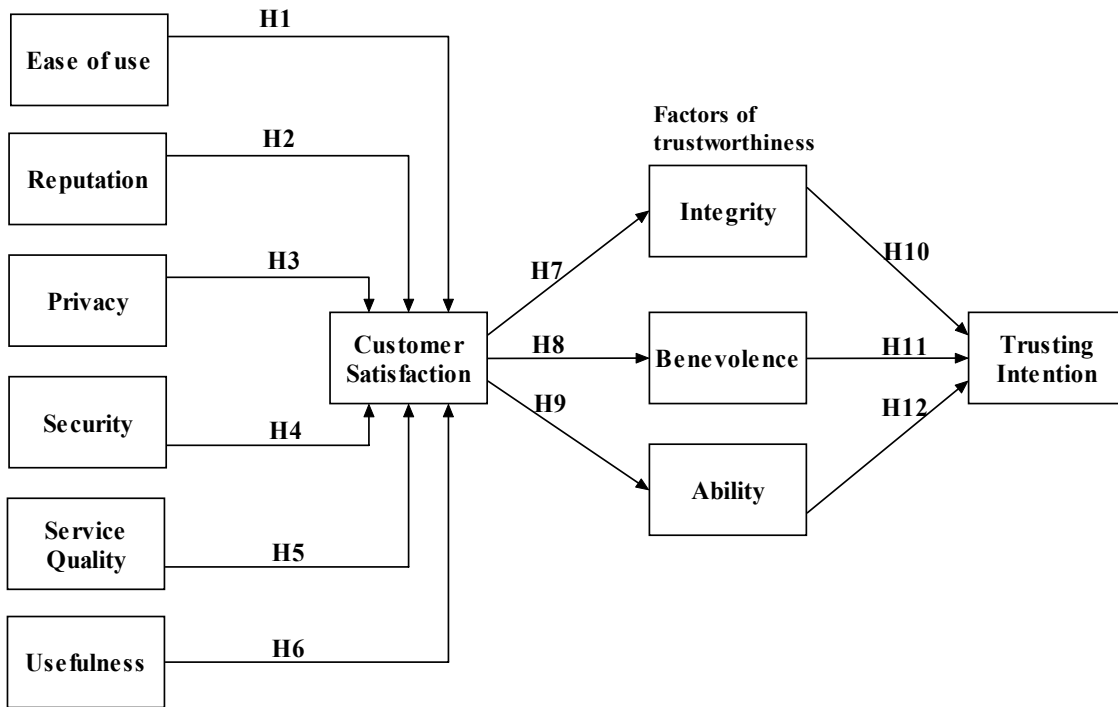 H1
Ease of use
H2
Reputation
H3
Privacy
H4
Security
H5
Service
Quality
H6
Usefulness
Customer
Satisfaction
H7
H8
H9
Factors of
trustworthiness
Integrity
Benevolence
Ability
H10
H11
H12
Trusting
Intention